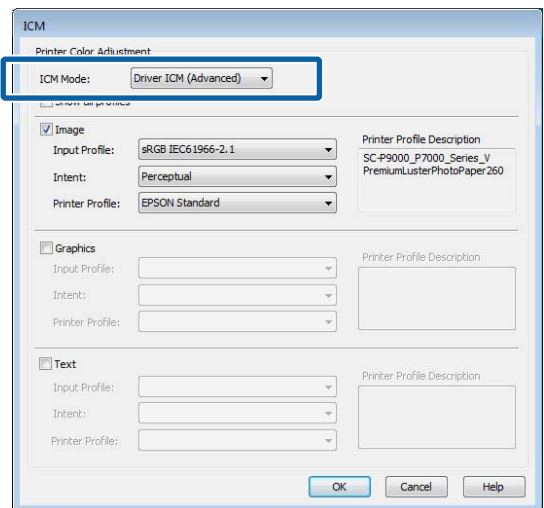 ICM
Printer Color Adjustment
ICM Mode: Driver ICM (Advanced)
Show all profiles
Image
Input Profile: sRGB IEC61966-2.1
Intent: Perceptual
Printer Profile: EPSON Standard
Printer Profile Description
SC-P9000_P7000_Series_V
PremiumLusterPhotoPaper260
Graphics
Input Profile:
Intent:
Printer Profile:
Printer Profile Description
Text
Input Profile:
Intent:
Printer Profile:
Printer Profile Description
OK Cancel Help